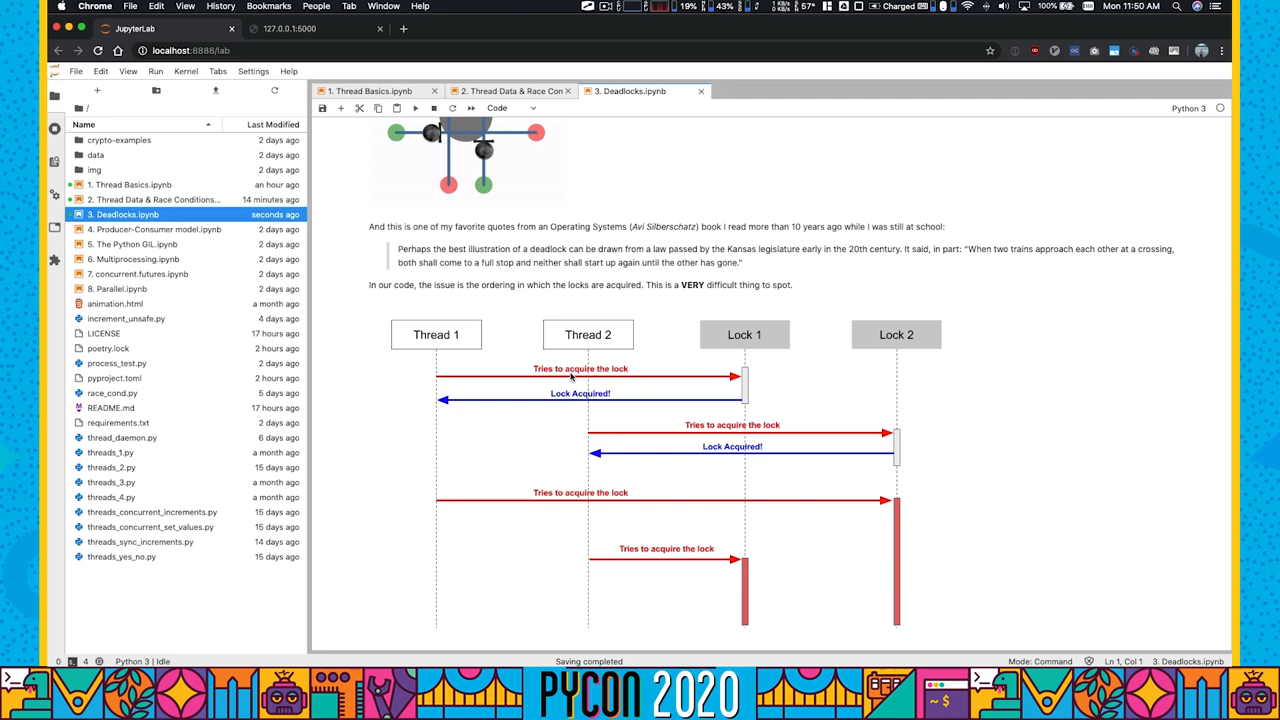 Chrome File Edit View History Bookmarks People Tab Window Help
19% 43% 57° Charged 100% Mon 11:50 AM
JupyterLab
127.0.0.1:5000
localhost:8888/lab
File Edit View Run Kernel Tabs Settings Help
1. Thread Basics.ipynb
2. Thread Data & Race Con
3. Deadlocks.ipynb
Code
Python 3
/
Name Last Modified
crypto-examples 2 days ago
data 2 days ago
img 2 days ago
1. Thread Basics.ipynb an hour ago
2. Thread Data & Race Conditions... 14 minutes ago
3. Deadlocks.ipynb seconds ago
4. Producer-Consumer model.ipynb 2 days ago
5. The Python GIL.ipynb 2 days ago
6. Multiprocessing.ipynb 2 days ago
7. concurrent.futures.ipynb 2 days ago
8. Parallel.ipynb 2 days ago
animation.html a month ago
increment_unsafe.py 4 days ago
LICENSE 17 hours ago
poetry.lock 2 hours ago
process_test.py 2 days ago
pyproject.toml 2 hours ago
race_cond.py 5 days ago
README.md 17 hours ago
requirements.txt 2 days ago
thread_daemon.py 6 days ago
threads_1.py a month ago
threads_2.py 15 days ago
threads_3.py a month ago
threads_4.py a month ago
threads_concurrent_increments.py 15 days ago
threads_concurrent_set_values.py 15 days ago
threads_sync_increments.py 14 days ago
threads_yes_no.py 15 days ago
And this is one of my favorite quotes from an Operating Systems (Avi Silberschatz) book I read more than 10 years ago while I was still at school:
Perhaps the best illustration of a deadlock can be drawn from a law passed by the Kansas legislature early in the 20th century. It said, in part: "When two trains approach each other at a crossing,
both shall come to a full stop and neither shall start up again until the other has gone."
In our code, the issue is the ordering in which the locks are acquired. This is a VERY difficult thing to spot.
Thread 1 Thread 2 Lock 1 Lock 2
Tries to acquire the lock
Lock Acquired!
Tries to acquire the lock
Lock Acquired!
Tries to acquire the lock
Tries to acquire the lock
0 4 Python 3 | Idle
Saving completed
Mode: Command Ln 1, Col 1 3. Deadlocks.ipynb
PYCON 2020
~ $